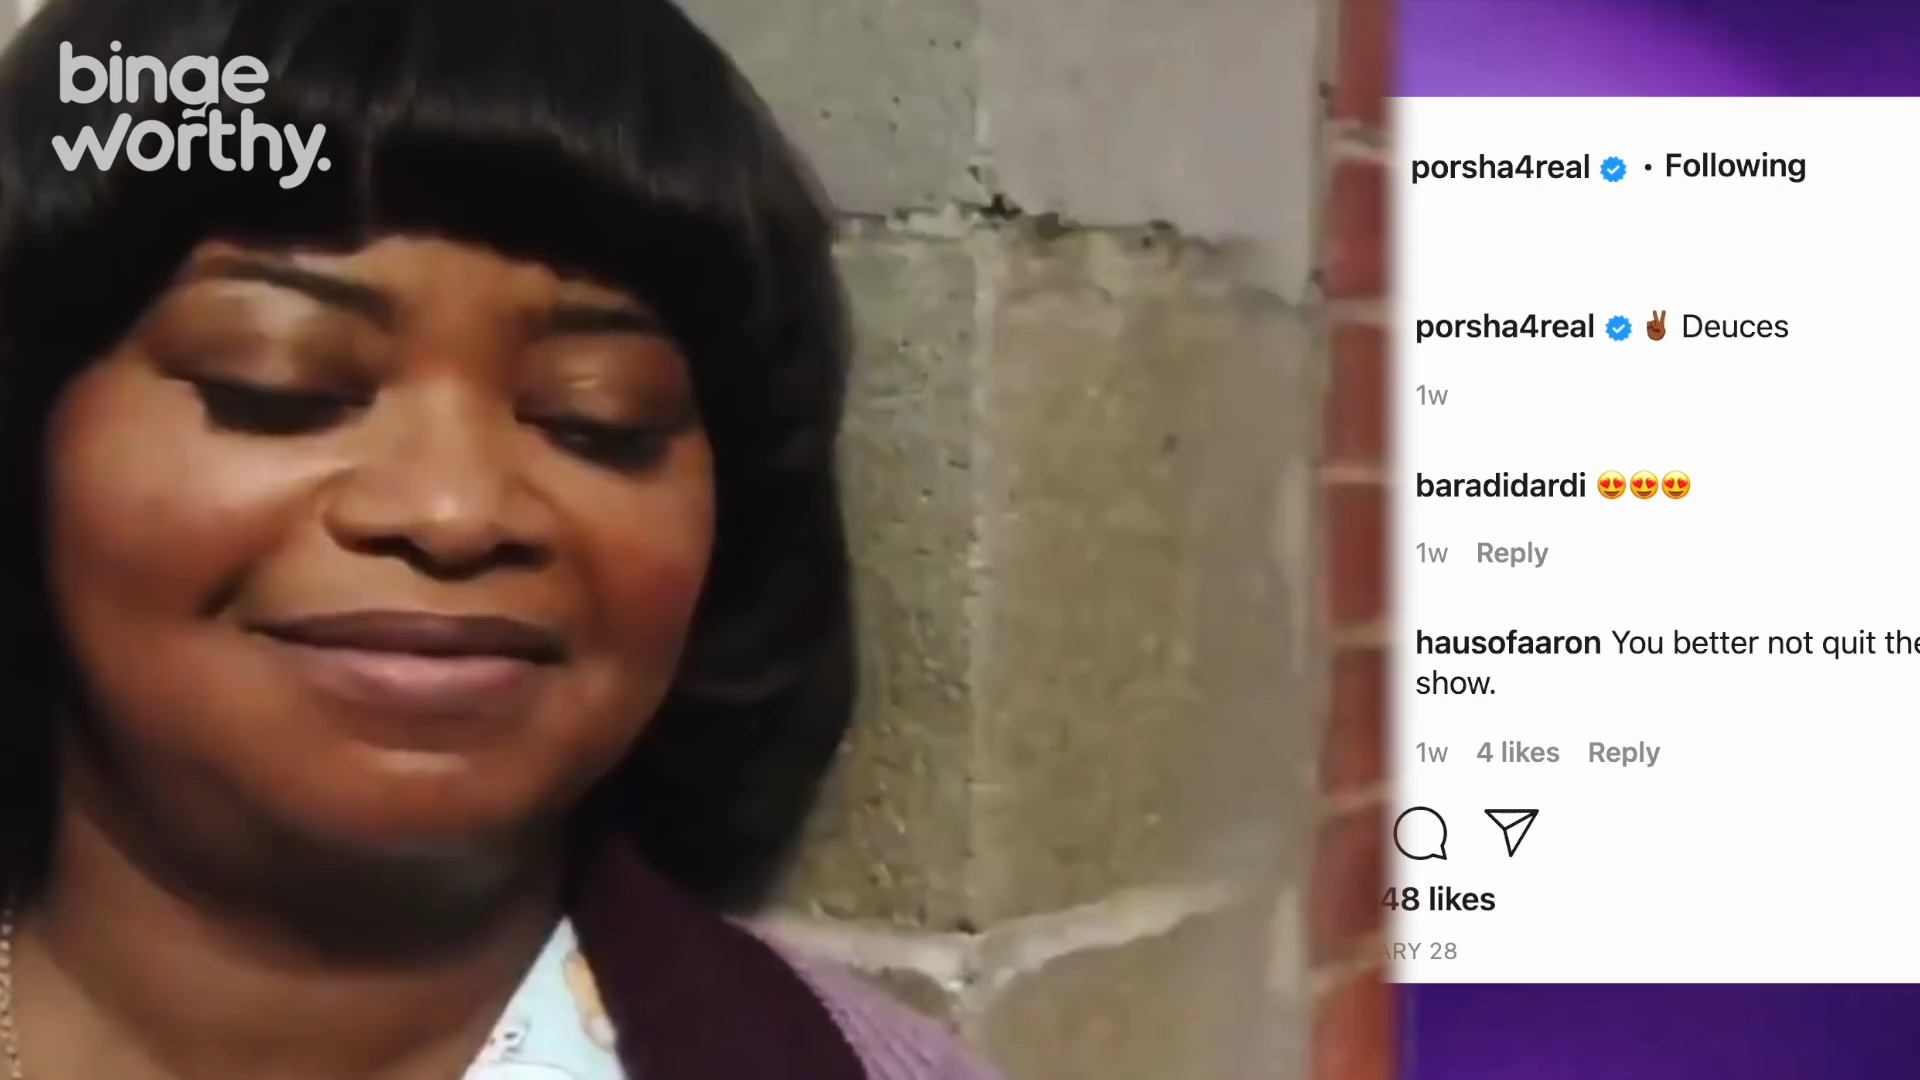 binge
worthy.
porsha4real • Following
porsha4real ✌🏾 Deuces
1w
baradidardi 😍😍😍
1w Reply
hausofaaron You better not quit the
show.
1w 4 likes Reply
48 likes
ARY 28